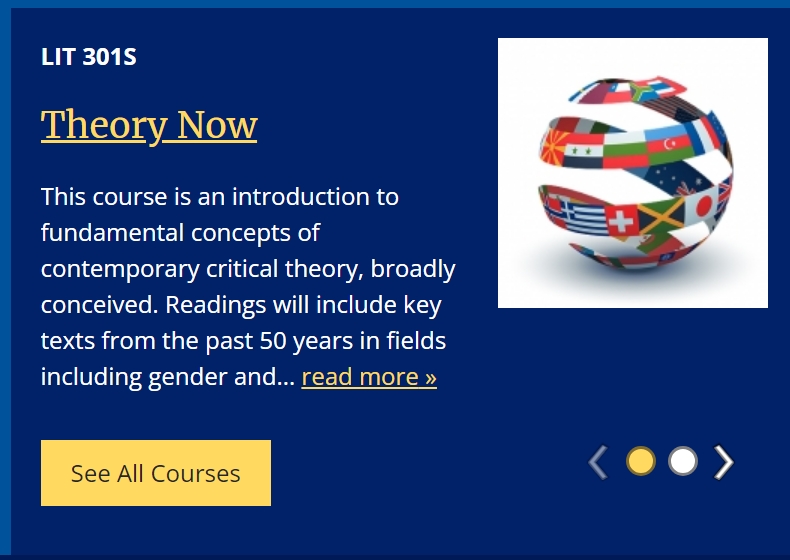 LIT 301S
Theory Now
This course is an introduction to
fundamental concepts of
contemporary critical theory, broadly
conceived. Readings will include key
texts from the past 50 years in fields
including gender and... read more »
See All Courses